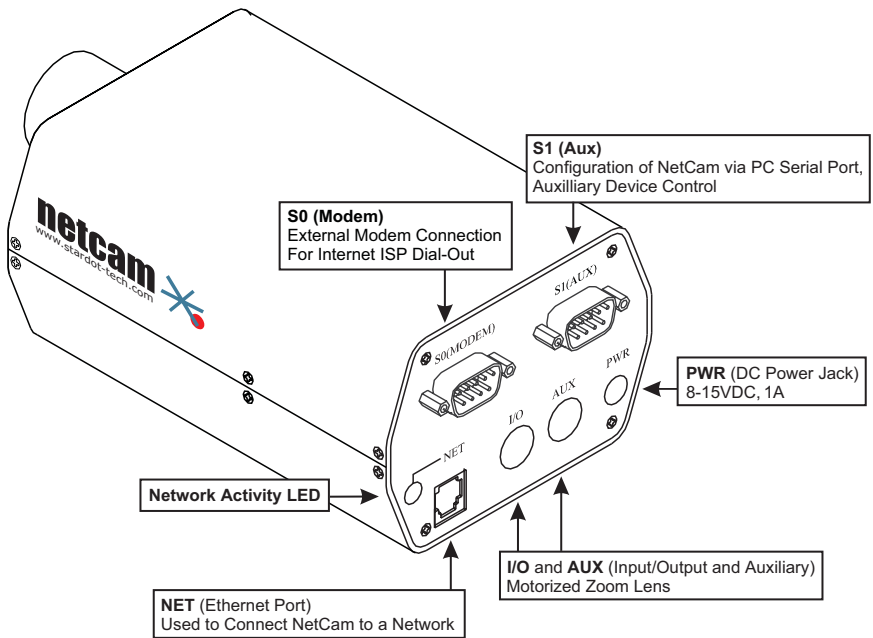 S1 (Aux)
Configuration of NetCam via PC Serial Port,
Auxilliary Device Control
S0 (Modem)
External Modem Connection
For Internet ISP Dial-Out
netcam
www.stardot-tech.com
S1(AUX)
S0(MODEM)
PWR
AUX
I/O
NET
PWR (DC Power Jack)
8-15VDC, 1A
Network Activity LED
I/O and AUX (Input/Output and Auxiliary)
Motorized Zoom Lens
NET (Ethernet Port)
Used to Connect NetCam to a Network